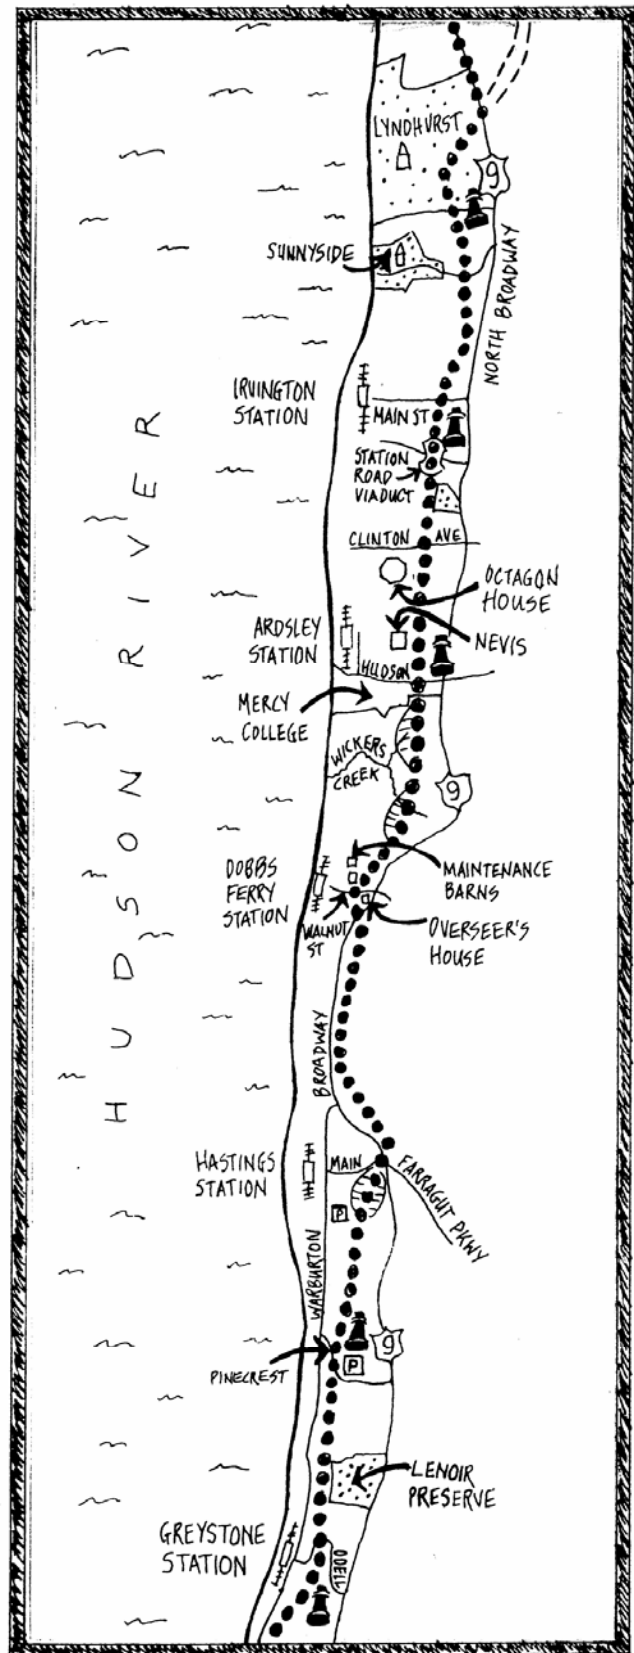 LYNDHURST
9
SUNNYSIDE
NORTH BROADWAY
IRVINGTON
STATION
MAIN ST
STATION
ROAD
VIADUCT
CLINTON AVE
OCTAGON
HOUSE
ARDSLEY
STATION
NEVIS
HUDSON
MERCY
COLLEGE
WICKERS
CREEK
9
HUDSON RIVER
DOBBS
FERRY
STATION
MAINTENANCE
BARNS
WALNUT
ST
OVERSEER'S
HOUSE
BROADWAY
HASTINGS
STATION
MAIN
FARRAGUT PKWY
P
WARBURTON
9
PINECREST
P
LENOIR
PRESERVE
GREYSTONE
STATION
ODELL